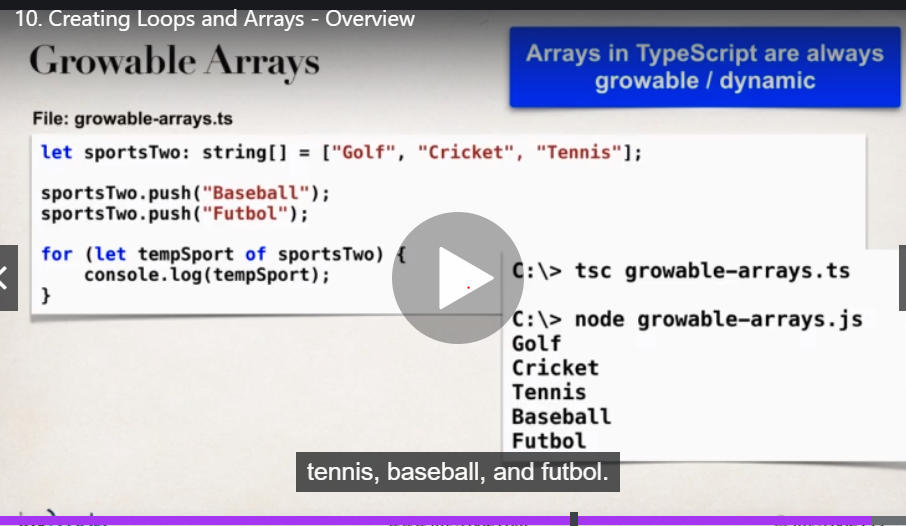 10. Creating Loops and Arrays - Overview
Growable Arrays
Arrays in TypeScript are always
growable / dynamic
File: growable-arrays.ts
let sportsTwo: string[] = ["Golf", "Cricket", "Tennis"];
sportsTwo.push("Baseball");
sportsTwo.push("Futbol");
for (let tempSport of sportsTwo) {
    console.log(tempSport);
}
C:\> tsc growable-arrays.ts
C:\> node growable-arrays.js
Golf
Cricket
Tennis
Baseball
Futbol
tennis, baseball, and futbol.